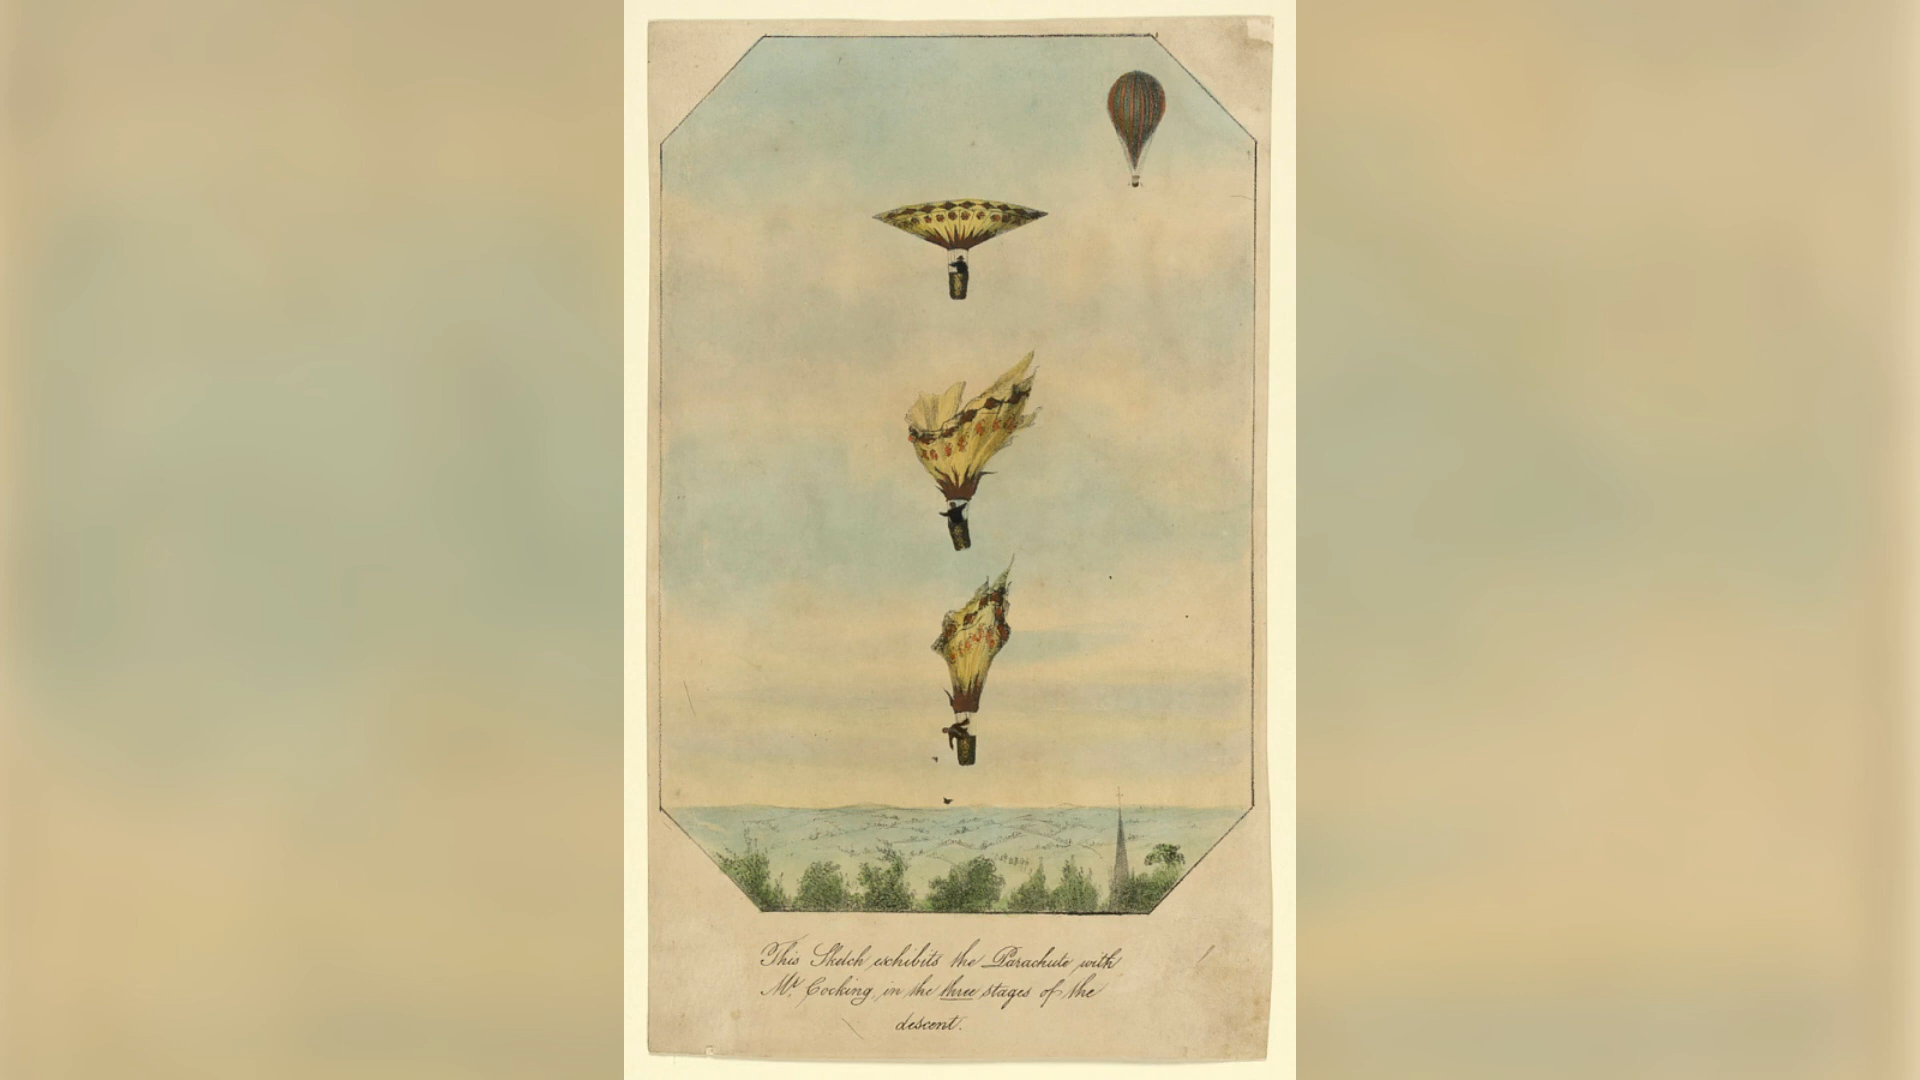 This Sketch exhibits the Parachute with
Mr. Cocking, in the three stages of the
descent.